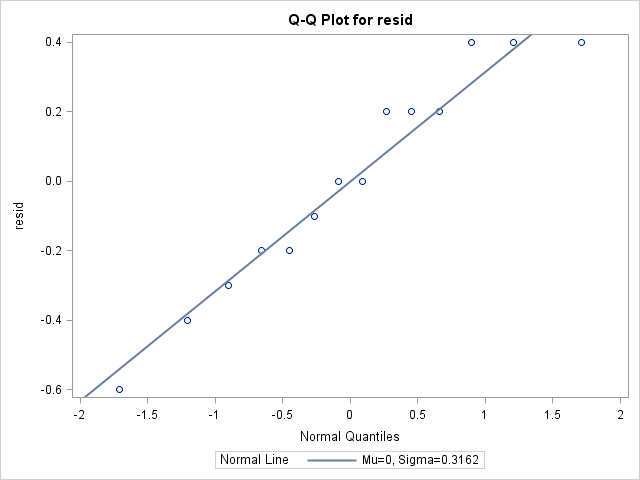 Q-Q Plot for resid
0.4
0.2
0.0
-0.2
-0.4
-0.6
resid
-2 -1.5 -1 -0.5 0 0.5 1 1.5 2
Normal Quantiles
Normal Line Mu=0, Sigma=0.3162